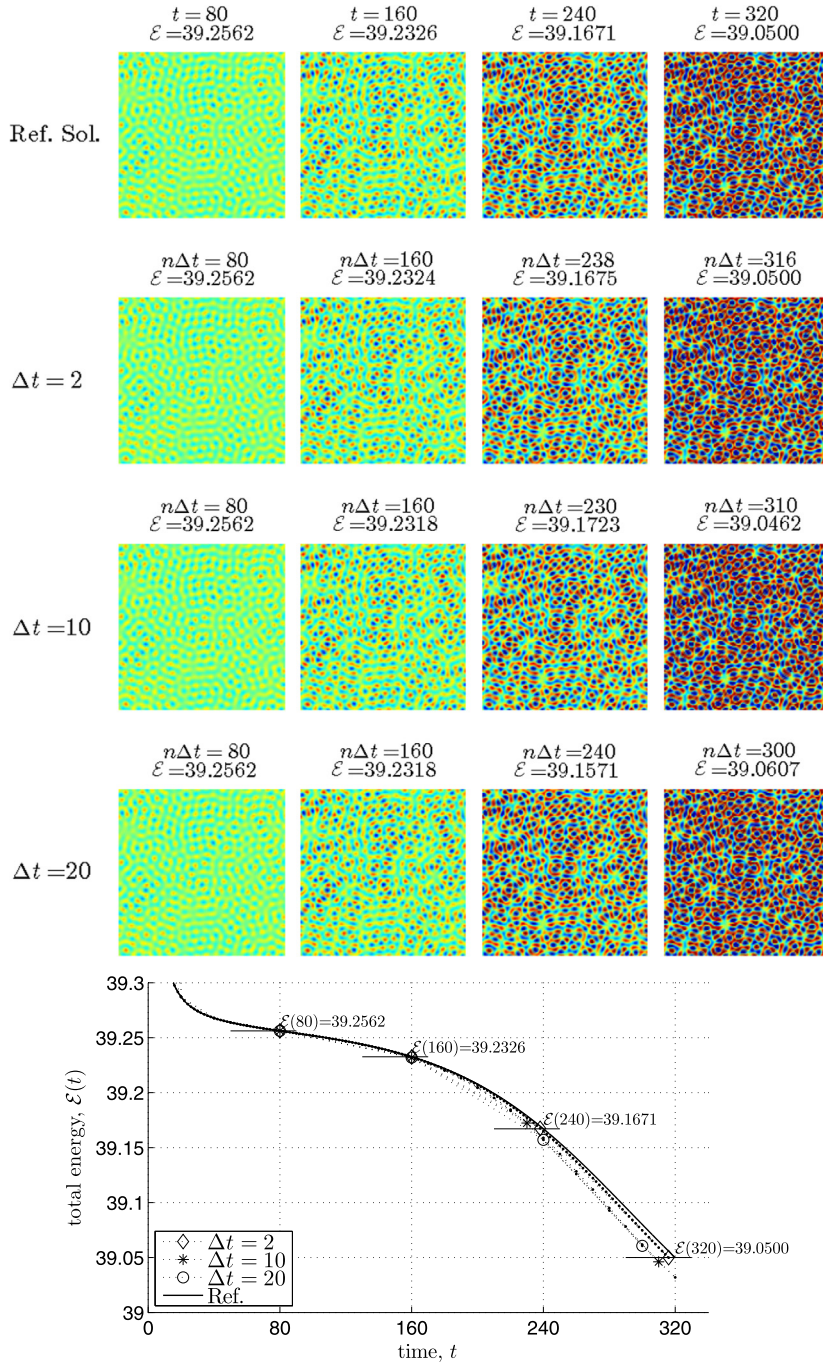 t = 80 t = 160 t = 240 t = 320
ℰ = 39.2562 ℰ = 39.2326 ℰ = 39.1671 ℰ = 39.0500
Ref. Sol.
nΔt = 80 nΔt = 160 nΔt = 238 nΔt = 316
ℰ = 39.2562 ℰ = 39.2324 ℰ = 39.1675 ℰ = 39.0500
Δt = 2
nΔt = 80 nΔt = 160 nΔt = 230 nΔt = 310
ℰ = 39.2562 ℰ = 39.2318 ℰ = 39.1723 ℰ = 39.0462
Δt = 10
nΔt = 80 nΔt = 160 nΔt = 240 nΔt = 300
ℰ = 39.2562 ℰ = 39.2318 ℰ = 39.1571 ℰ = 39.0607
Δt = 20
39.3
39.25
39.2
39.15
39.1
39.05
39
total energy, ℰ(t)
ℰ(80)=39.2562
ℰ(160)=39.2326
ℰ(240)=39.1671
ℰ(320)=39.0500
Δt = 2
Δt = 10
Δt = 20
Ref.
0 80 160 240 320
time, t